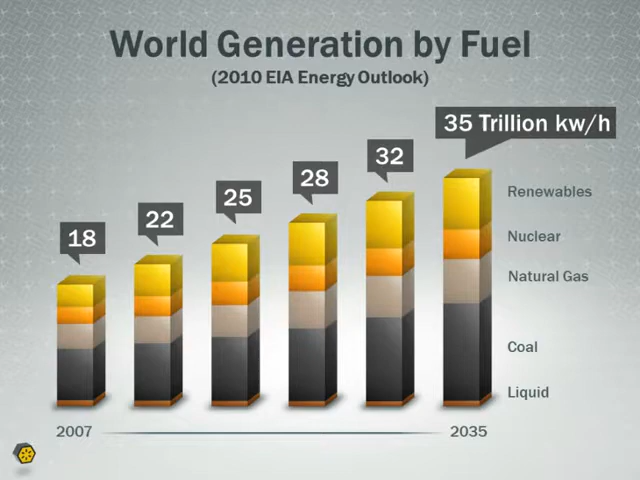 World Generation by Fuel
(2010 EIA Energy Outlook)
35 Trillion kw/h
32
28
25
22
18
Renewables
Nuclear
Natural Gas
Coal
Liquid
2007
2035